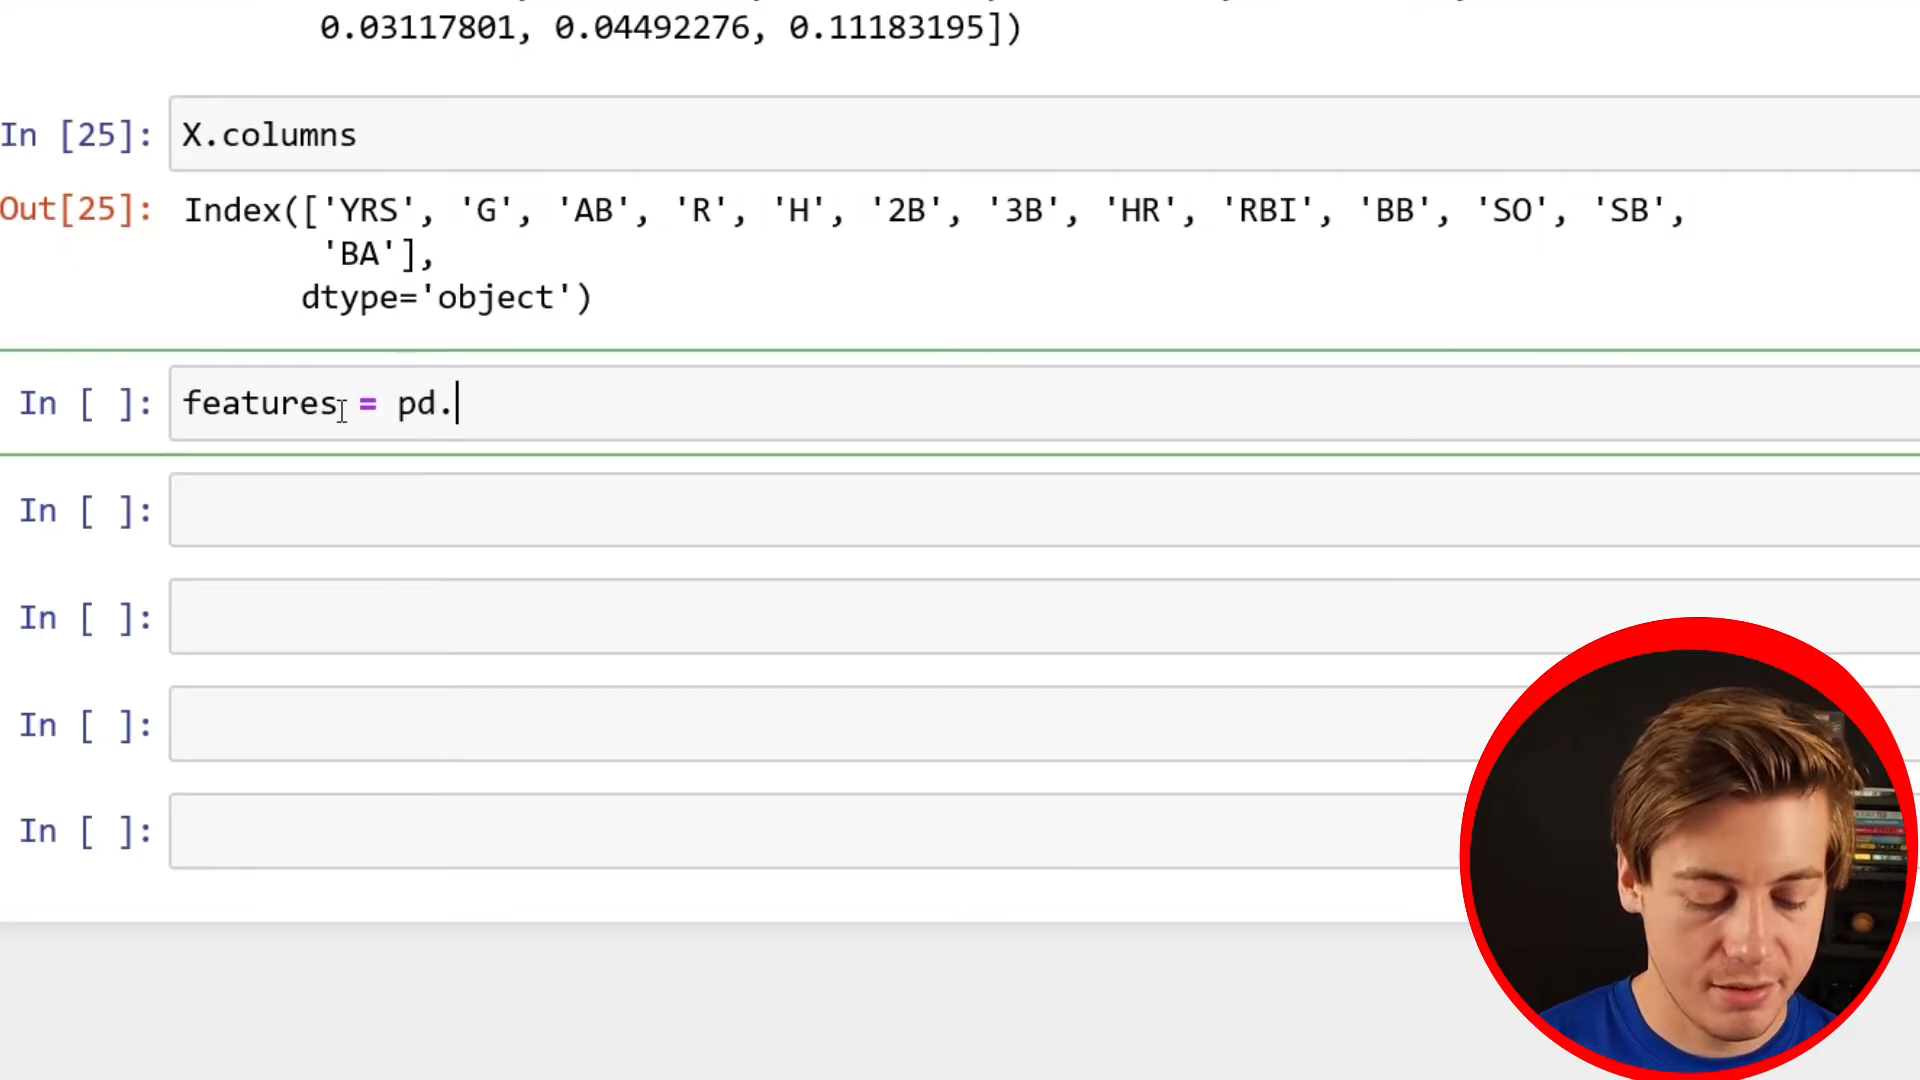 0.03117801, 0.04492276, 0.11183195])
In [25]: X.columns
Out[25]: Index(['YRS', 'G', 'AB', 'R', 'H', '2B', '3B', 'HR', 'RBI', 'BB', 'SO', 'SB',
'BA'],
dtype='object')
In [ ]: features = pd.
In [ ]:
In [ ]:
In [ ]:
In [ ]: